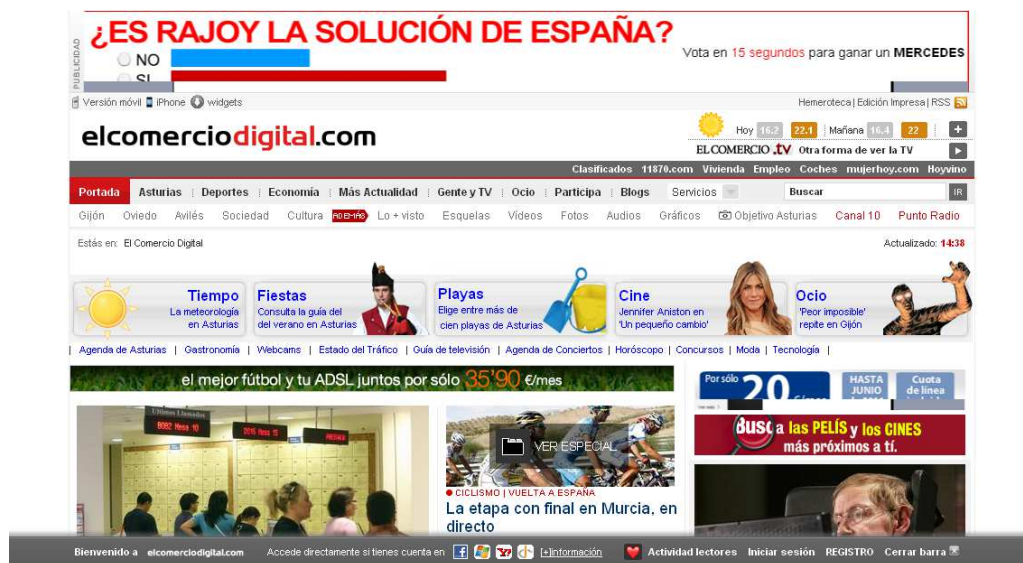 ¿ES RAJOY LA SOLUCIÓN DE ESPAÑA?
PUBLICIDAD
NO
SI
Vota en 15 segundos para ganar un MERCEDES
Versión móvil iPhone widgets
Hemeroteca | Edición Impresa | RSS
elcomerciodigital.com
Hoy 16.2 22.1 Mañana 16.4 22 +
EL COMERCIO .tv Otra forma de ver la TV
Clasificados 11870.com Vivienda Empleo Coches mujerhoy.com Hoyvino
Portada Asturias Deportes Economía Más Actualidad Gente y TV Ocio Participa Blogs Servicios Buscar IR
Gijón Oviedo Avilés Sociedad Cultura ADEMÁS Lo + visto Esquelas Vídeos Fotos Audios Gráficos Objetivo Asturias Canal 10 Punto Radio
Estás en: El Comercio Digital
Actualizado: 14:38
Tiempo
La meteorología
en Asturias
Fiestas
Consulta la guía del
del verano en Asturias
Playas
Elige entre más de
cien playas de Asturias
Cine
Jennifer Aniston en
'Un pequeño cambio'
Ocio
'Peor imposible'
repite en Gijón
| Agenda de Asturias | Gastronomía | Webcams | Estado del Tráfico | Guía de televisión | Agenda de Conciertos | Horóscopo | Concursos | Moda | Tecnología |
el mejor fútbol y tu ADSL juntos por sólo 35'90 €/mes
Por sólo 20 €/mes
HASTA
JUNIO
Cuota
de línea
Busca las PELÍS y los CINES
más próximos a tí.
Ultimos Llamados
VER ESPECIAL
CICLISMO | VUELTA A ESPAÑA
La etapa con final en Murcia, en
directo
Bienvenido a elcomerciodigital.com Accede directamente si tienes cuenta en [+]Información Actividad lectores Iniciar sesión REGISTRO Cerrar barra